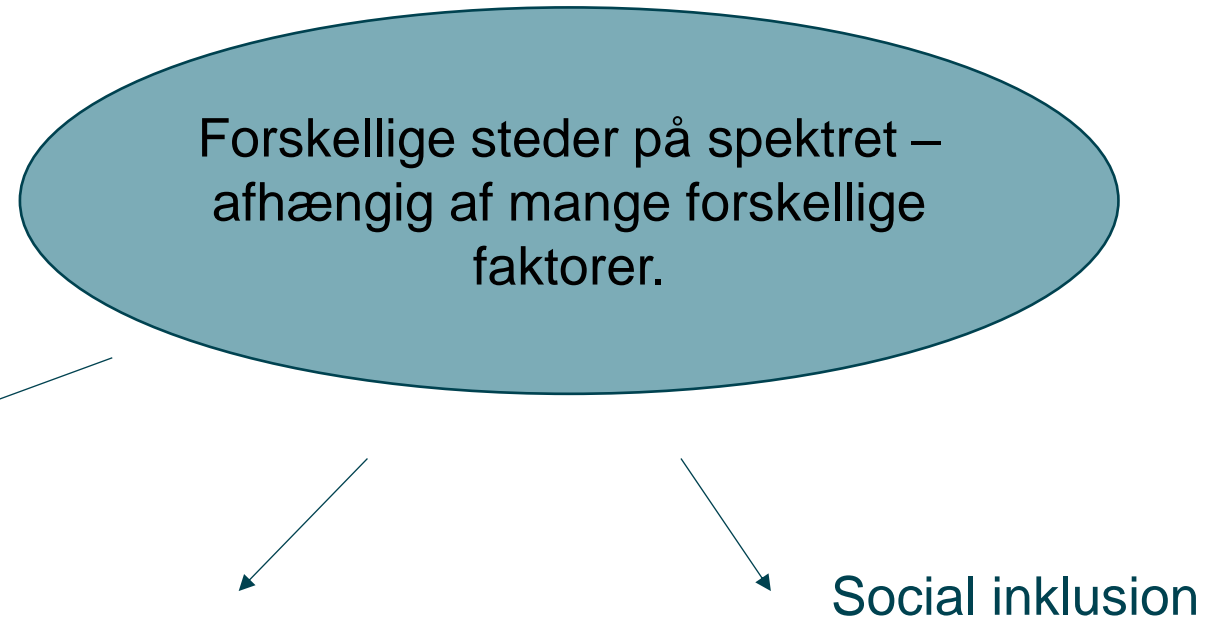 Forskellige steder på spektret –
afhængig af mange forskellige
faktorer.
Social inklusion